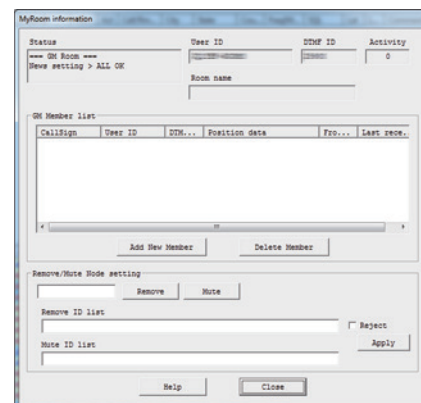 MyRoom information
Status
User ID
DTMF ID
Activity
=== GM Room ===
News setting > ALL OK
0
Room name
GM Member list
CallSign
User ID
DTM...
Position data
Fro...
Last rece..
Add New Member
Delete Member
Remove/Mute Node setting
Remove
Mute
Remove ID list
Reject
Apply
Mute ID list
Help
Close